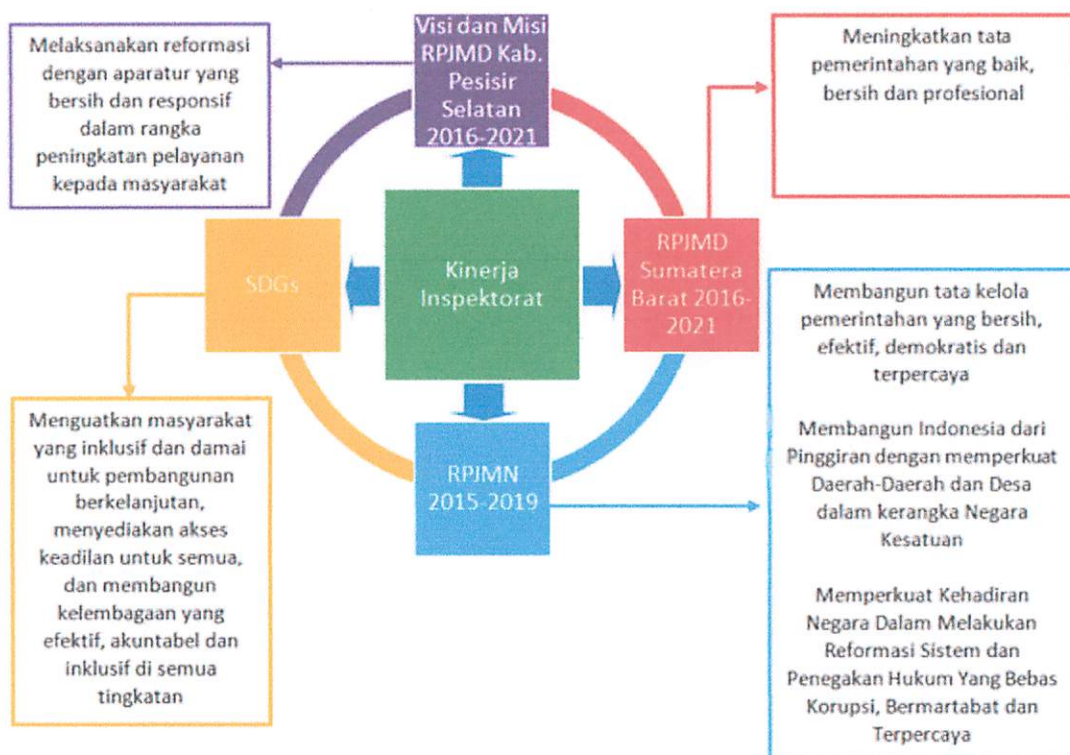 Visi dan Misi
RPJMD Kab.
Pesisir
Selatan
2016-2021
Melaksanakan reformasi
dengan aparatur yang
bersih dan responsif
dalam rangka
peningkatan pelayanan
kepada masyarakat
Meningkatkan tata
pemerintahan yang baik,
bersih dan profesional
SDGs
Kinerja
Inspektorat
RPJMD
Sumatera
Barat 2016-
2021
RPJMN
2015-2019
Menguatkan masyarakat
yang inklusif dan damai
untuk pembangunan
berkelanjutan,
menyediakan akses
keadilan untuk semua,
dan membangun
kelembagaan yang
efektif, akuntabel dan
inklusif di semua
tingkatan
Membangun tata kelola
pemerintahan yang bersih,
efektif, demokratis dan
terpercaya
Membangun Indonesia dari
Pinggiran dengan memperkuat
Daerah-Daerah dan Desa
dalam kerangka Negara
Kesatuan
Memperkuat Kehadiran
Negara Dalam Melakukan
Reformasi Sistem dan
Penegakan Hukum Yang Bebas
Korupsi, Bermartabat dan
Terpercaya